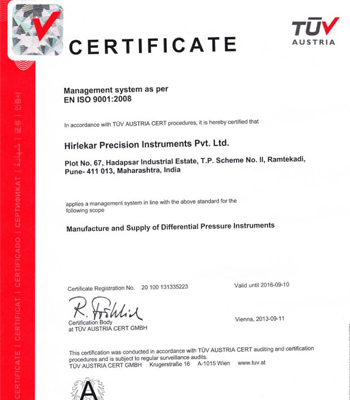 TÜV
AUSTRIA
CERTIFICATE
Management system as per
EN ISO 9001:2008
In accordance with TÜV AUSTRIA CERT procedures, it is hereby certified that
Hirlekar Precision Instruments Pvt. Ltd.
Plot No. 67, Hadapsar Industrial Estate, T.P. Scheme No. II, Ramtekadi,
Pune- 411 013, Maharashtra, India
applies a management system in line with the above standard for the
following scope
Manufacture and Supply of Differential Pressure Instruments
Certificate Registration No. 20 100 131335223
Valid until 2016-09-10
Certification Body
at TÜV AUSTRIA CERT GMBH
Vienna, 2013-09-11
This certification was conducted in accordance with TÜV AUSTRIA CERT auditing and certification
procedures and is subject to regular surveillance audits.
TÜV AUSTRIA CERT GMBH Krugerstraße 16 A-1015 Wien www.tuv.at
A
CERTIFICAT | CERTIFICATE | CERTIFICADO | СЕРТИФИКАТ